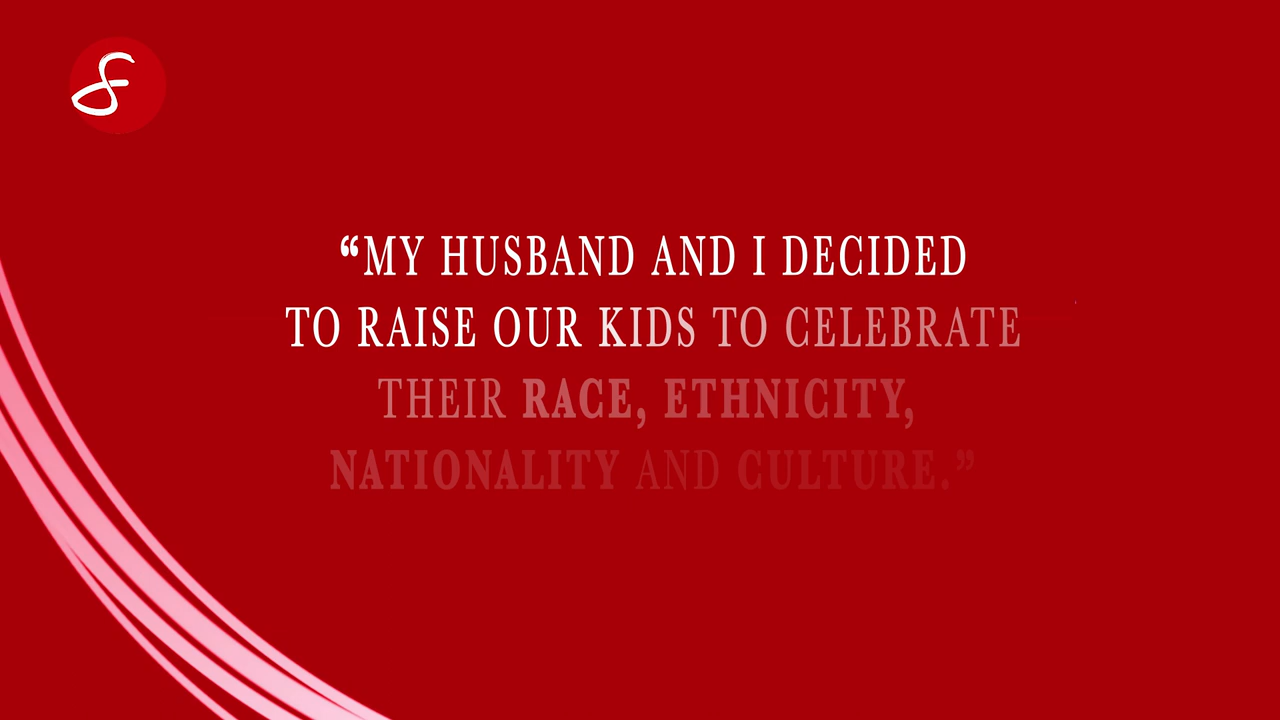 “MY HUSBAND AND I DECIDED
TO RAISE OUR KIDS TO CELEBRATE
THEIR RACE, ETHNICITY,
NATIONALITY AND CULTURE.”